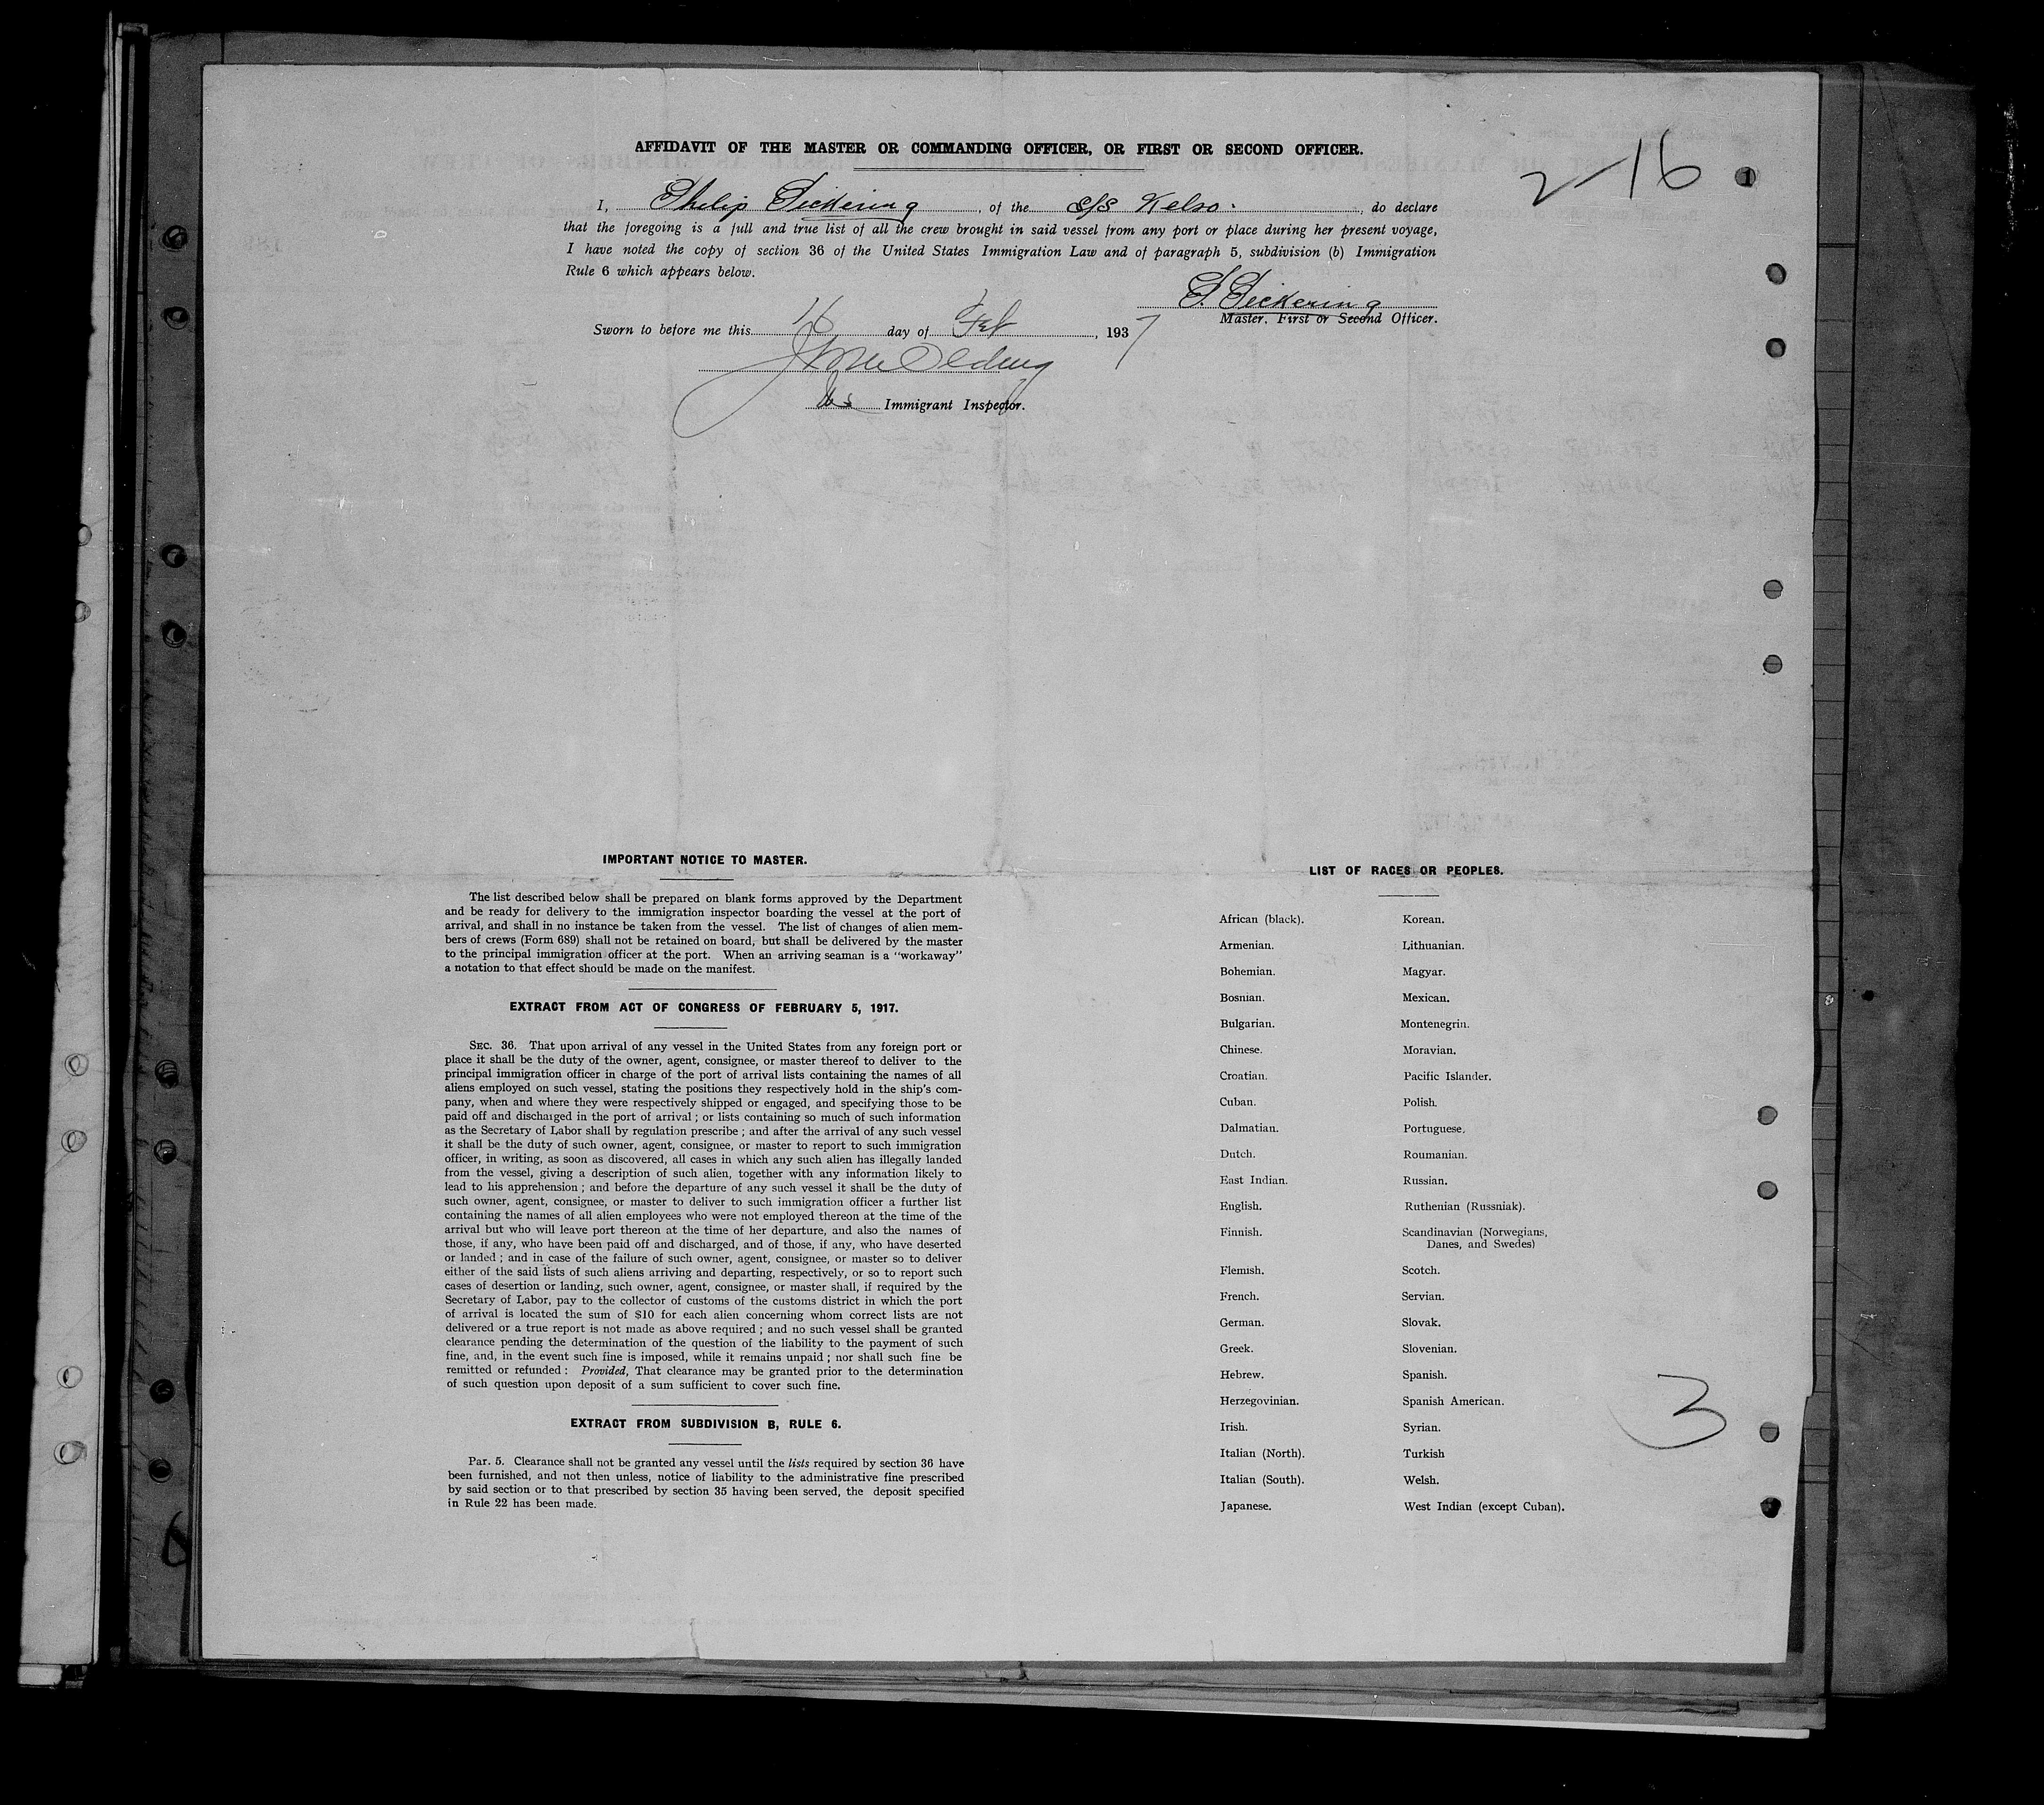 AFFIDAVIT OF THE MASTER OR COMMANDING OFFICER, OR FIRST OR SECOND OFFICER.
2-16
1
I, Philip Pickering, of the S/S Kelso., do declare
that the foregoing is a full and true list of all the crew brought in said vessel from any port or place during her present voyage,
I have noted the copy of section 36 of the United States Immigration Law and of paragraph 5, subdivision (b) Immigration
Rule 6 which appears below.
P. Pickering
Master, First or Second Officer.
Sworn to before me this 16 day of Feb, 1937
Immigrant Inspector.
IMPORTANT NOTICE TO MASTER.
The list described below shall be prepared on blank forms approved by the Department
and be ready for delivery to the immigration inspector boarding the vessel at the port of
arrival, and shall in no instance be taken from the vessel. The list of changes of alien mem-
bers of crews (Form 689) shall not be retained on board, but shall be delivered by the master
to the principal immigration officer at the port. When an arriving seaman is a "workaway"
a notation to that effect should be made on the manifest.
EXTRACT FROM ACT OF CONGRESS OF FEBRUARY 5, 1917.
SEC. 36. That upon arrival of any vessel in the United States from any foreign port or
place it shall be the duty of the owner, agent, consignee, or master thereof to deliver to the
principal immigration officer in charge of the port of arrival lists containing the names of all
aliens employed on such vessel, stating the positions they respectively hold in the ship's com-
pany, when and where they were respectively shipped or engaged, and specifying those to be
paid off and discharged in the port of arrival; or lists containing so much of such information
as the Secretary of Labor shall by regulation prescribe; and after the arrival of any such vessel
it shall be the duty of such owner, agent, consignee, or master to report to such immigration
officer, in writing, as soon as discovered, all cases in which any such alien has illegally landed
from the vessel, giving a description of such alien, together with any information likely to
lead to his apprehension; and before the departure of any such vessel it shall be the duty of
such owner, agent, consignee, or master to deliver to such immigration officer a further list
containing the names of all alien employees who were not employed thereon at the time of the
arrival but who will leave port thereon at the time of her departure, and also the names of
those, if any, who have been paid off and discharged, and of those, if any, who have deserted
or landed; and in case of the failure of such owner, agent, consignee, or master so to deliver
either of the said lists of such aliens arriving and departing, respectively, or so to report such
cases of desertion or landing, such owner, agent, consignee, or master shall, if required by the
Secretary of Labor, pay to the collector of customs of the customs district in which the port
of arrival is located the sum of $10 for each alien concerning whom correct lists are not
delivered or a true report is not made as above required; and no such vessel shall be granted
clearance pending the determination of the question of the liability to the payment of such
fine, and, in the event such fine is imposed, while it remains unpaid; nor shall such fine be
remitted or refunded: Provided, That clearance may be granted prior to the determination
of such question upon deposit of a sum sufficient to cover such fine.
EXTRACT FROM SUBDIVISION B, RULE 6.
Par. 5. Clearance shall not be granted any vessel until the lists required by section 36 have
been furnished, and not then unless, notice of liability to the administrative fine prescribed
by said section or to that prescribed by section 35 having been served, the deposit specified
in Rule 22 has been made.
LIST OF RACES OR PEOPLES.
African (black). Korean.
Armenian. Lithuanian.
Bohemian. Magyar.
Bosnian. Mexican.
Bulgarian. Montenegrin.
Chinese. Moravian.
Croatian. Pacific Islander.
Cuban. Polish.
Dalmatian. Portuguese.
Dutch. Roumanian.
East Indian. Russian.
English. Ruthenian (Russniak).
Finnish. Scandinavian (Norwegians,
Danes, and Swedes)
Flemish. Scotch.
French. Servian.
German. Slovak.
Greek. Slovenian.
Hebrew. Spanish.
Herzegovinian. Spanish American.
Irish. Syrian.
Italian (North). Turkish
Italian (South). Welsh.
Japanese. West Indian (except Cuban).
3